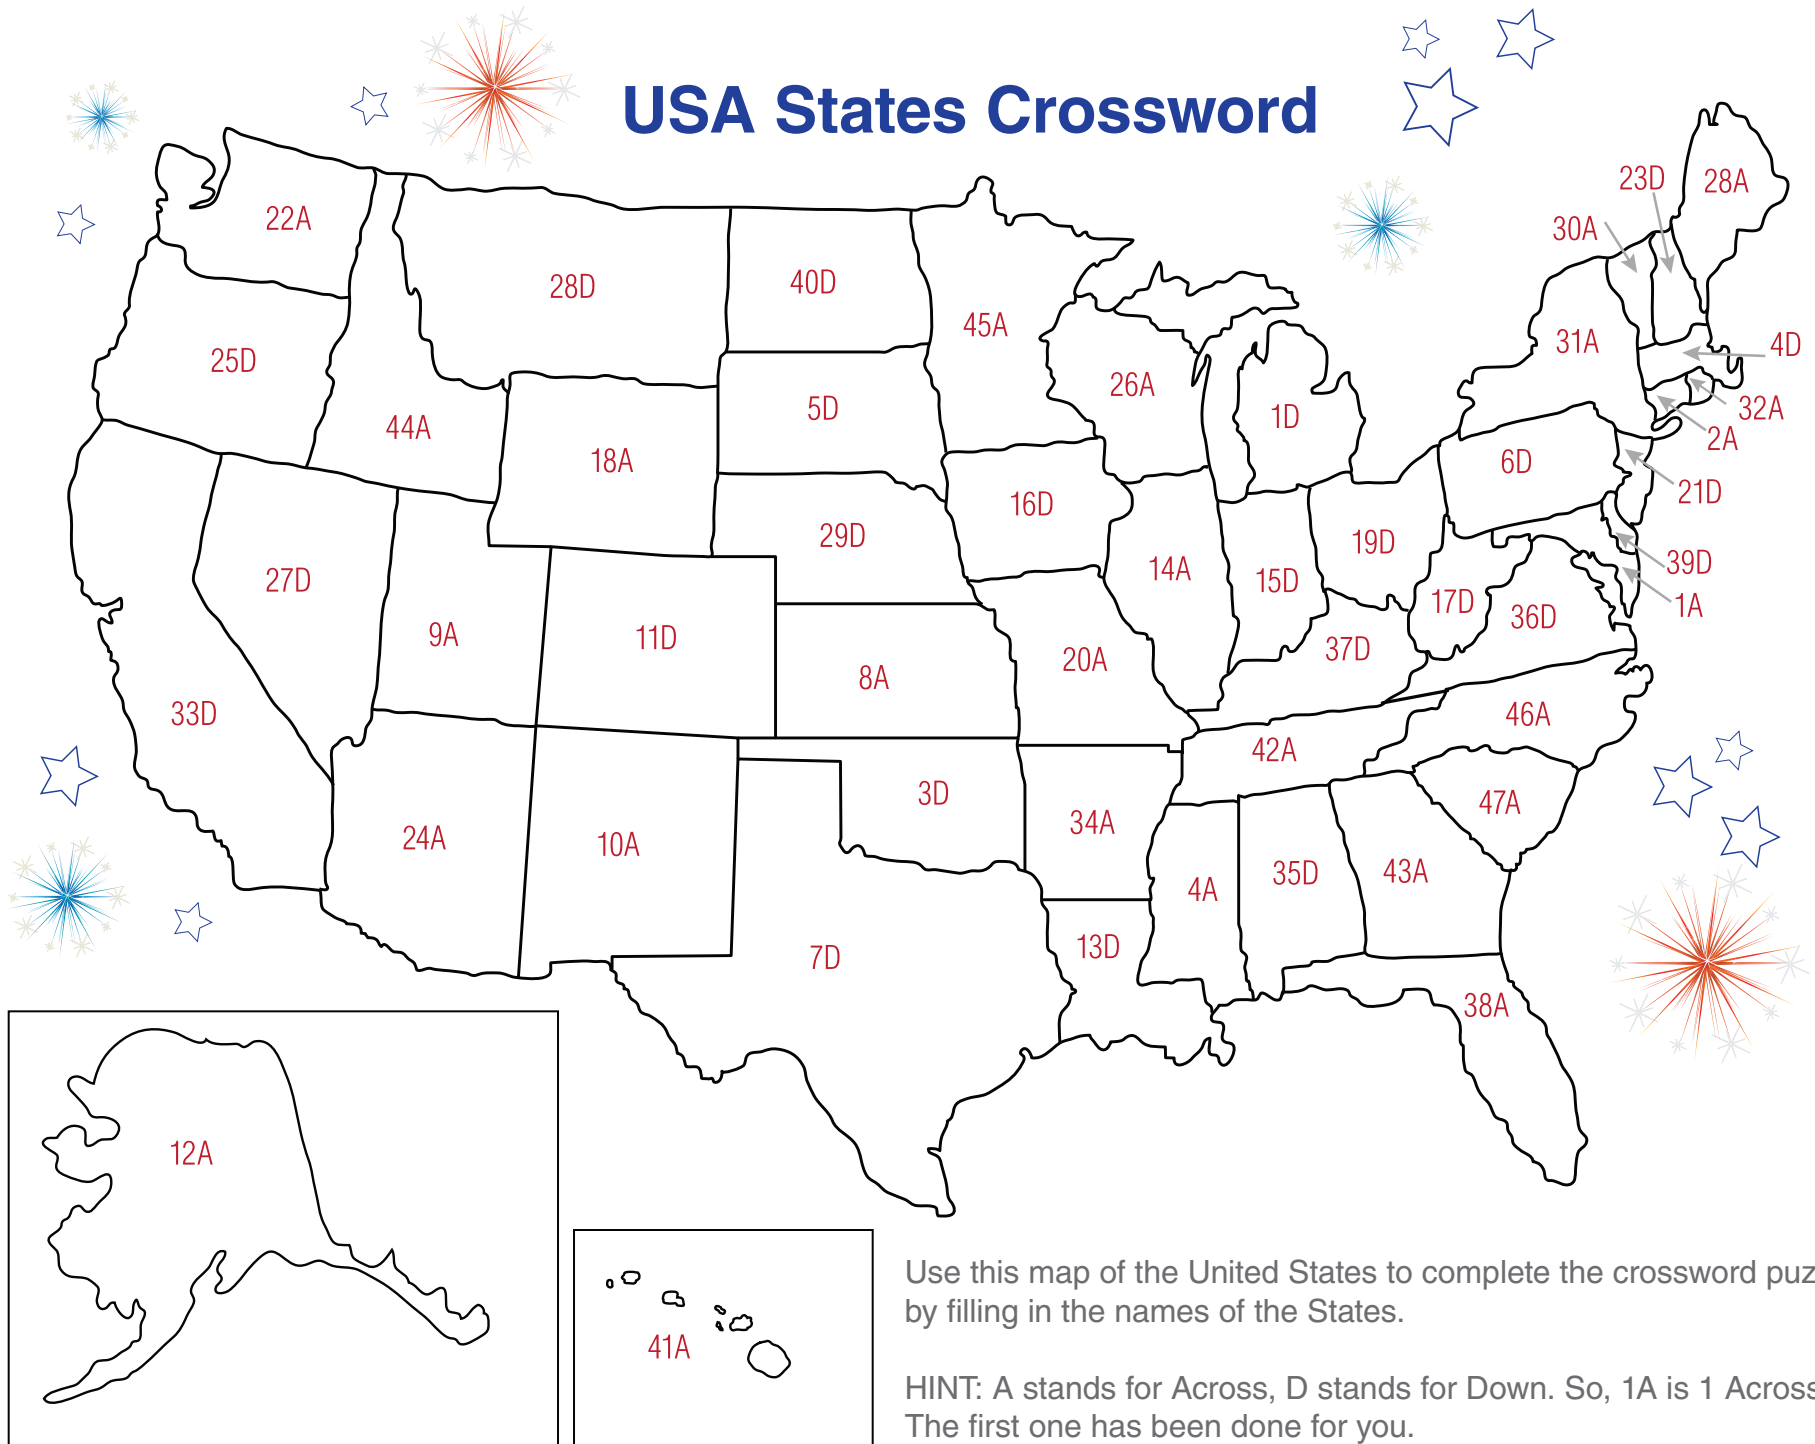 USA States Crossword
23D
28A
22A
30A
28D
40D
45A
31A
4D
25D
26A
5D
1D
32A
44A
2A
18A
6D
21D
16D
29D
19D
39D
14A
27D
15D
17D
1A
36D
9A
11D
37D
20A
8A
33D
46A
42A
3D
47A
34A
24A
10A
35D
43A
4A
13D
7D
38A
12A
41A
Use this map of the United States to complete the crossword puz
by filling in the names of the States.
HINT: A stands for Across, D stands for Down. So, 1A is 1 Across
The first one has been done for you.